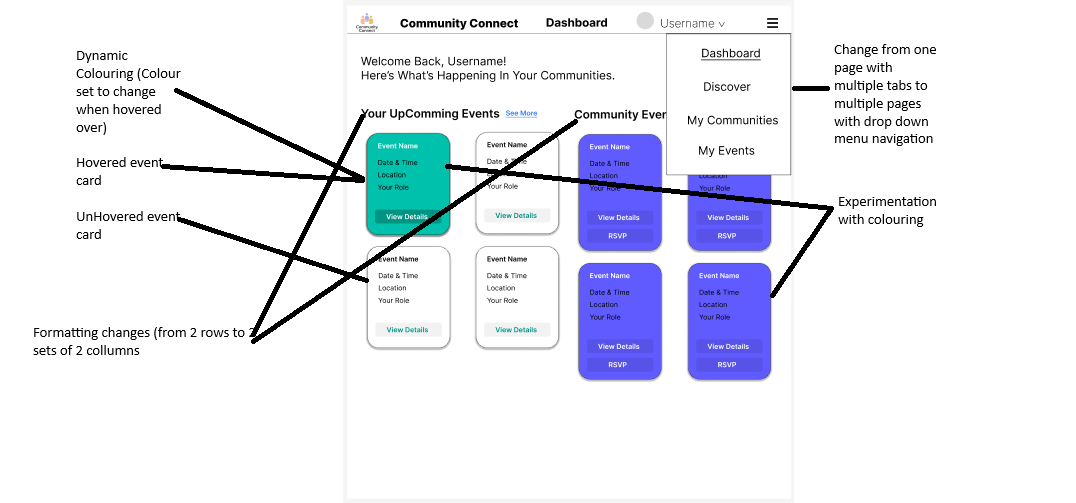 Community Connect
Community Connect
Dashboard
Username
Dashboard
Discover
My Communities
My Events
Change from one
page with
multiple tabs to
multiple pages
with drop down
menu navigation
Dynamic
Colouring (Colour
set to change
when hovered
over)
Hovered event
card
UnHovered event
card
Formatting changes (from 2 rows to 2
sets of 2 collumns
Experimentation
with colouring
Welcome Back, Username!
Here's What's Happening In Your Communities.
Your UpComming Events See More
Event Name
Date & Time
Location
Your Role
View Details
Event Name
Date & Time
Your Role
View Details
Event Name
Date & Time
Location
Your Role
View Details
Event Name
Date & Time
Location
Your Role
View Details
Community Ever
Event Name
Date & Time
Location
Your Role
View Details
RSVP
Location
Your Role
View Details
RSVP
Event Name
Date & Time
Location
Your Role
View Details
RSVP
Event Name
Date & Time
Location
Your Role
View Details
RSVP